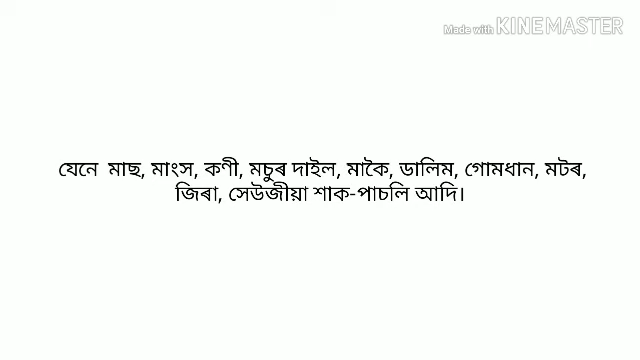 Made with KINEMASTER
যেনে মাছ, মাংস, কণী, মচুৰ দাইল, মাকৈ, ডালিম, গোমধান, মটৰ,
জিৰা, সেউজীয়া শাক-পাচলি আদি।